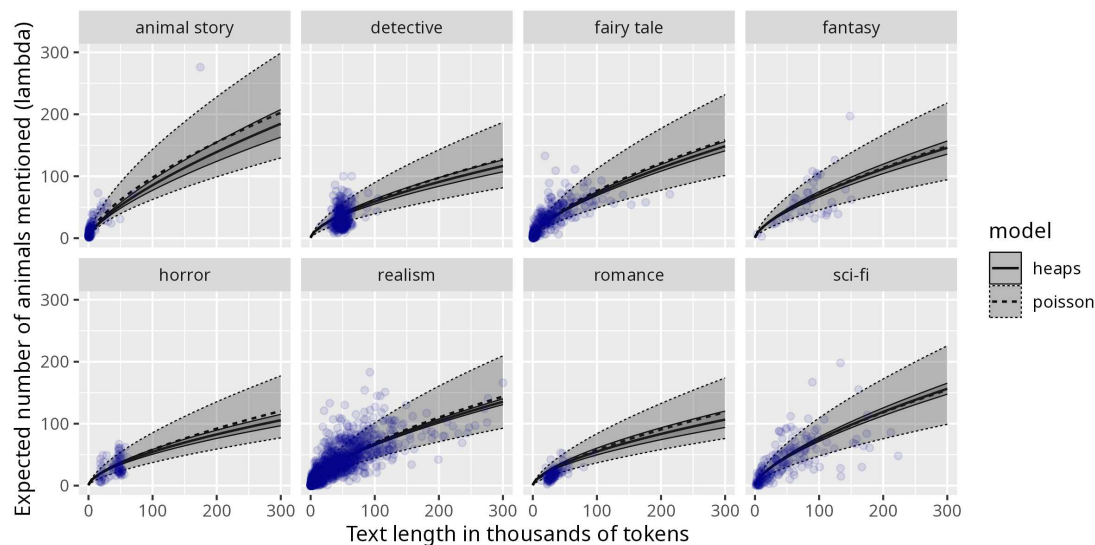 animal story detective fairy tale fantasy
300
200
100
0
horror realism romance sci-fi
300
200
100
0
0 100 200 300 0 100 200 300 0 100 200 300 0 100 200 300
Text length in thousands of tokens
Expected number of animals mentioned (lambda)
model
heaps
poisson